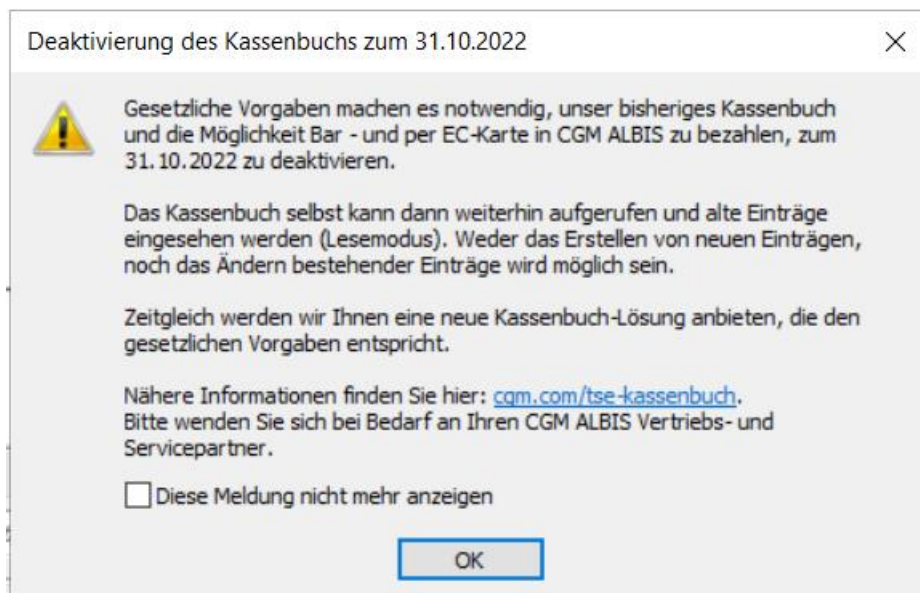 Deaktivierung des Kassenbuchs zum 31.10.2022
Gesetzliche Vorgaben machen es notwendig, unser bisheriges Kassenbuch
und die Möglichkeit Bar - und per EC-Karte in CGM ALBIS zu bezahlen, zum
31.10.2022 zu deaktivieren.
Das Kassenbuch selbst kann dann weiterhin aufgerufen und alte Einträge
eingesehen werden (Lesemodus). Weder das Erstellen von neuen Einträgen,
noch das Ändern bestehender Einträge wird möglich sein.
Zeitgleich werden wir Ihnen eine neue Kassenbuch-Lösung anbieten, die den
gesetzlichen Vorgaben entspricht.
Nähere Informationen finden Sie hier: cgm.com/tse-kassenbuch.
Bitte wenden Sie sich bei Bedarf an Ihren CGM ALBIS Vertriebs- und
Servicepartner.
Diese Meldung nicht mehr anzeigen
OK